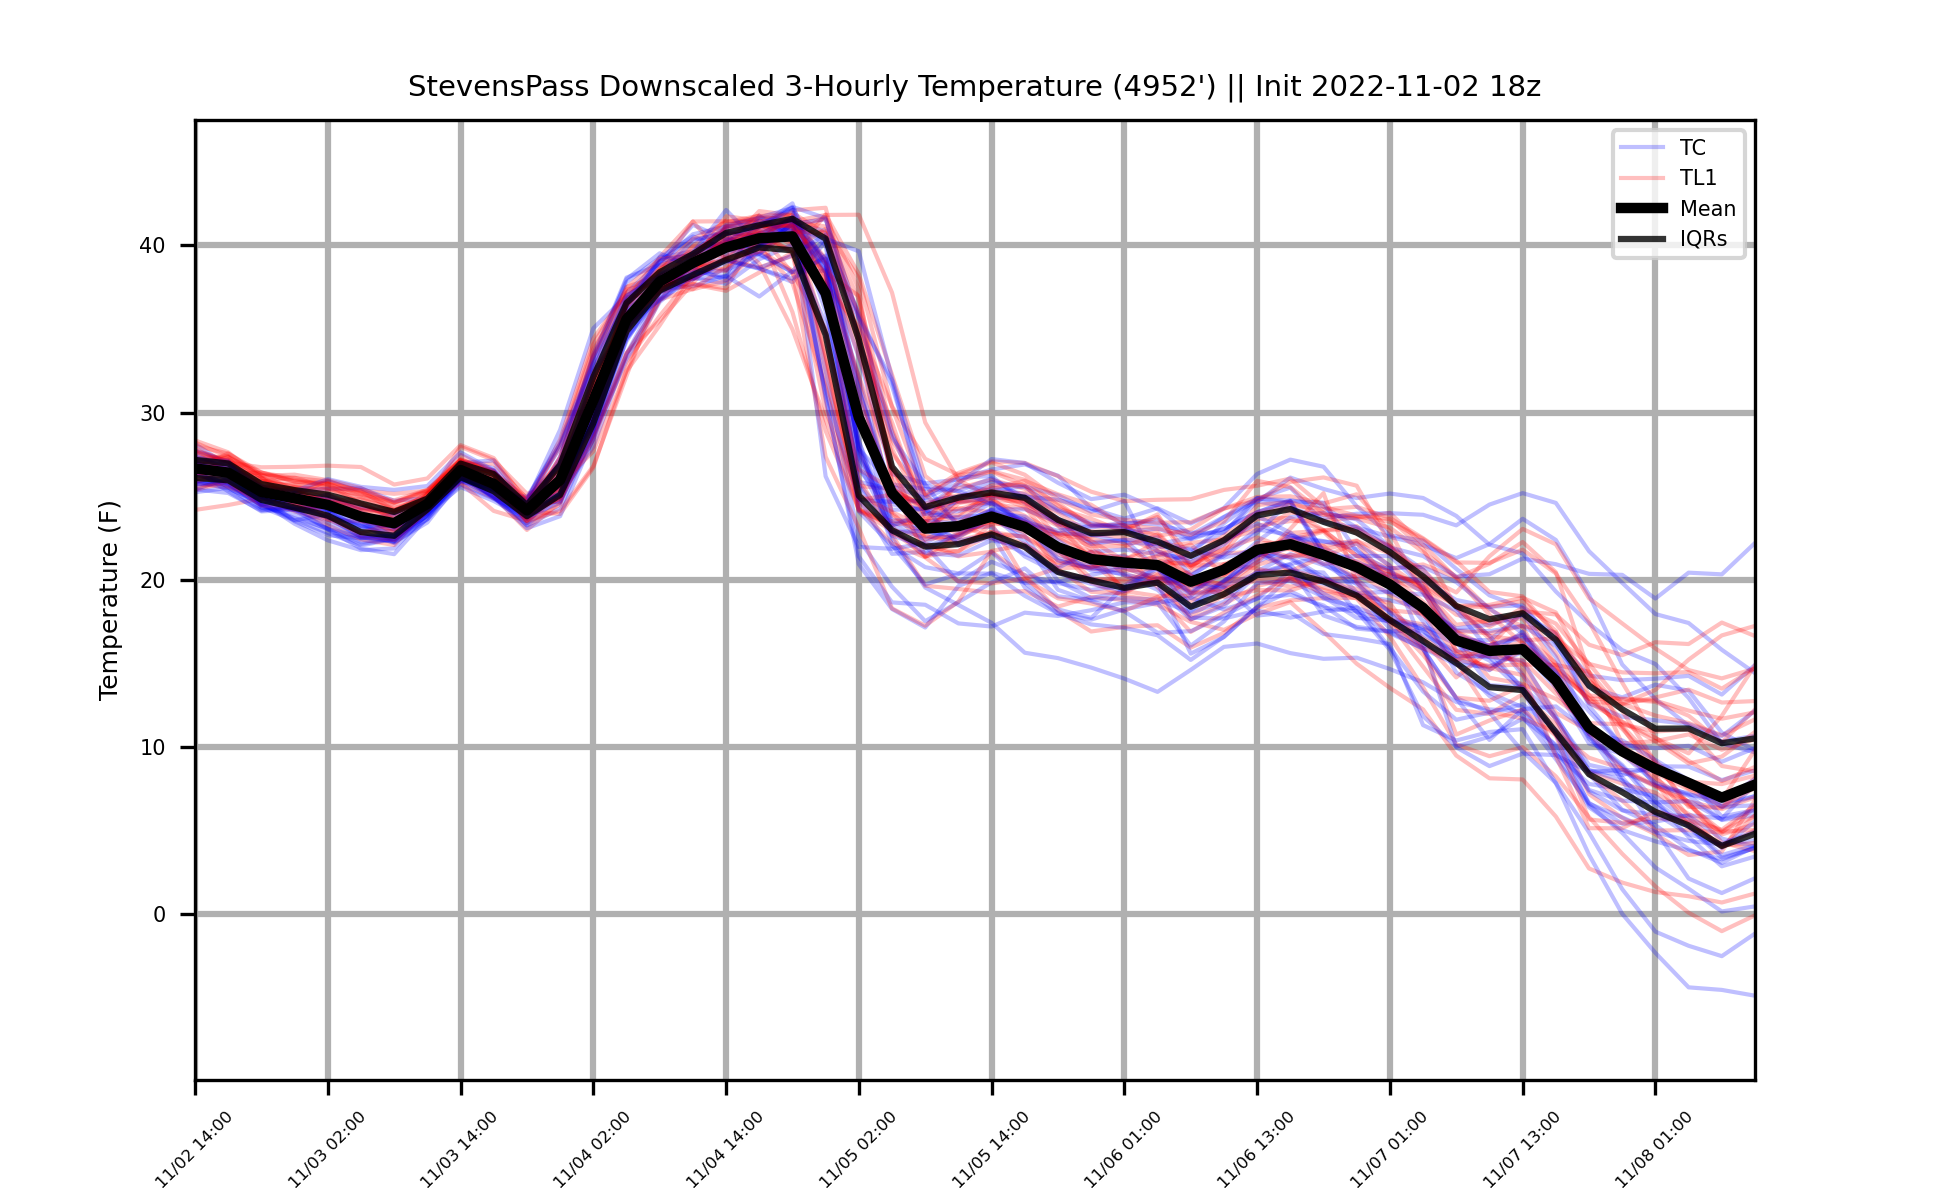 StevensPass Downscaled 3-Hourly Temperature (4952') || Init 2022-11-02 18z
TC
TL1
Mean
IQRs
Temperature (F)
40
30
20
10
0
11/02 14:00
11/03 02:00
11/03 14:00
11/04 02:00
11/04 14:00
11/05 02:00
11/05 14:00
11/06 01:00
11/06 13:00
11/07 01:00
11/07 13:00
11/08 01:00